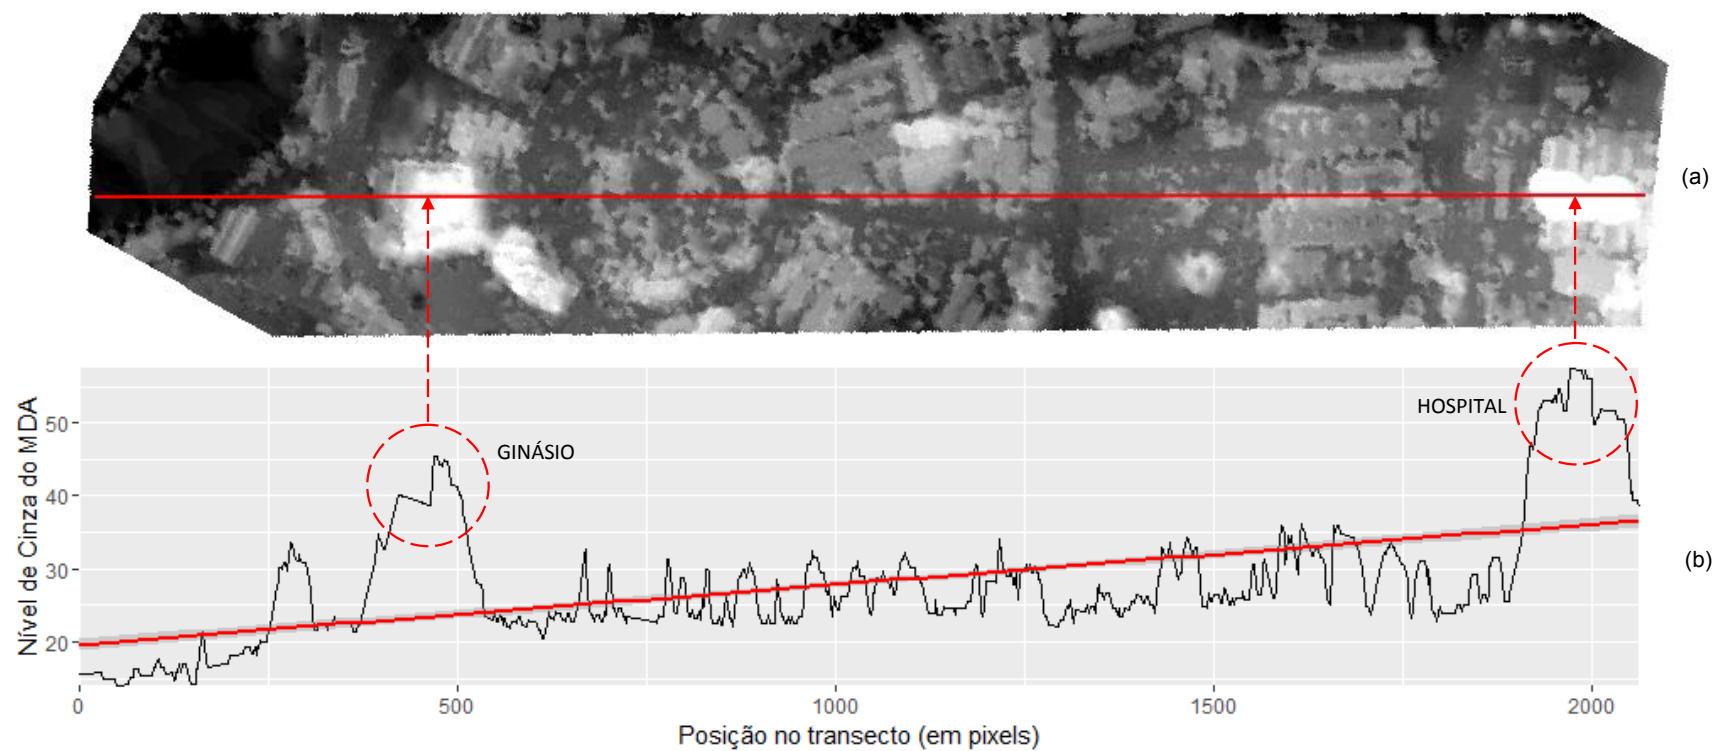 (a)
HOSPITAL
GINÁSIO
Nível de Cinza do MDA
50
40
30
20
(b)
0
500
1000
1500
2000
Posição no transecto (em pixels)